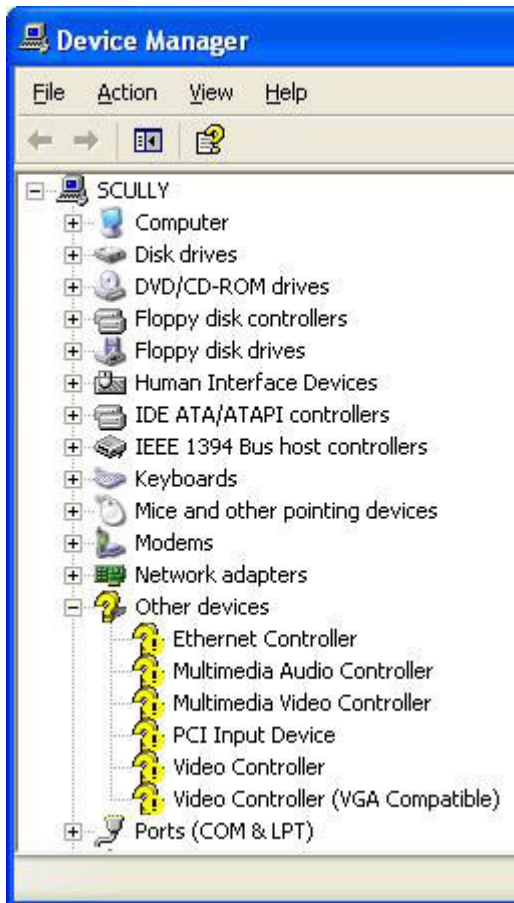 Device Manager
File Action View Help
SCULLY
Computer
Disk drives
DVD/CD-ROM drives
Floppy disk controllers
Floppy disk drives
Human Interface Devices
IDE ATA/ATAPI controllers
IEEE 1394 Bus host controllers
Keyboards
Mice and other pointing devices
Modems
Network adapters
Other devices
Ethernet Controller
Multimedia Audio Controller
Multimedia Video Controller
PCI Input Device
Video Controller
Video Controller (VGA Compatible)
Ports (COM & LPT)